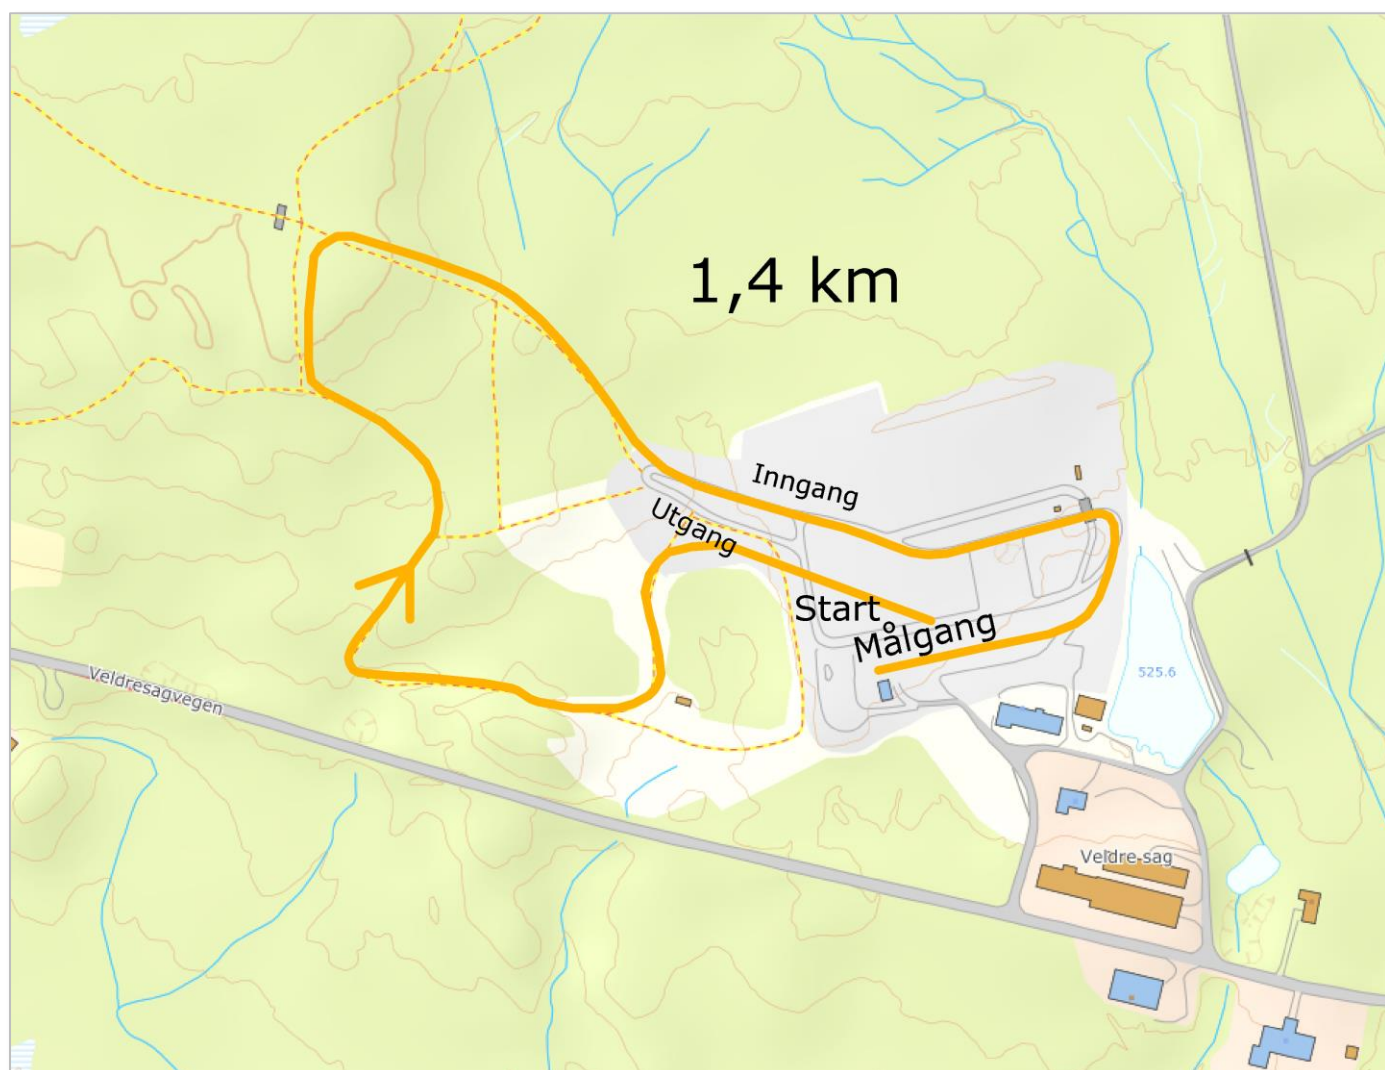 1,4 km
Inngang
Utgang
Start
Målgang
525.6
Veldresagvegen
Veldre sag